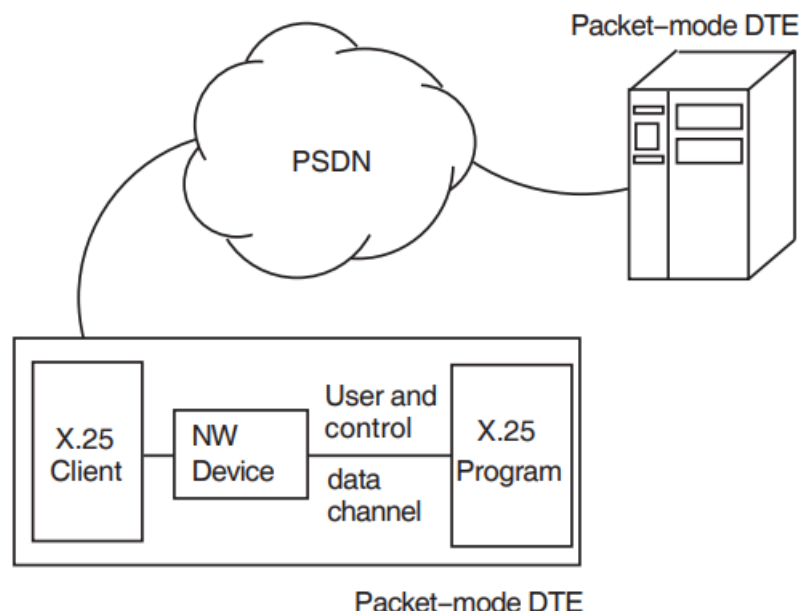 Packet–mode DTE
PSDN
X.25
Client
NW
Device
User and
control
data
channel
X.25
Program
Packet–mode DTE